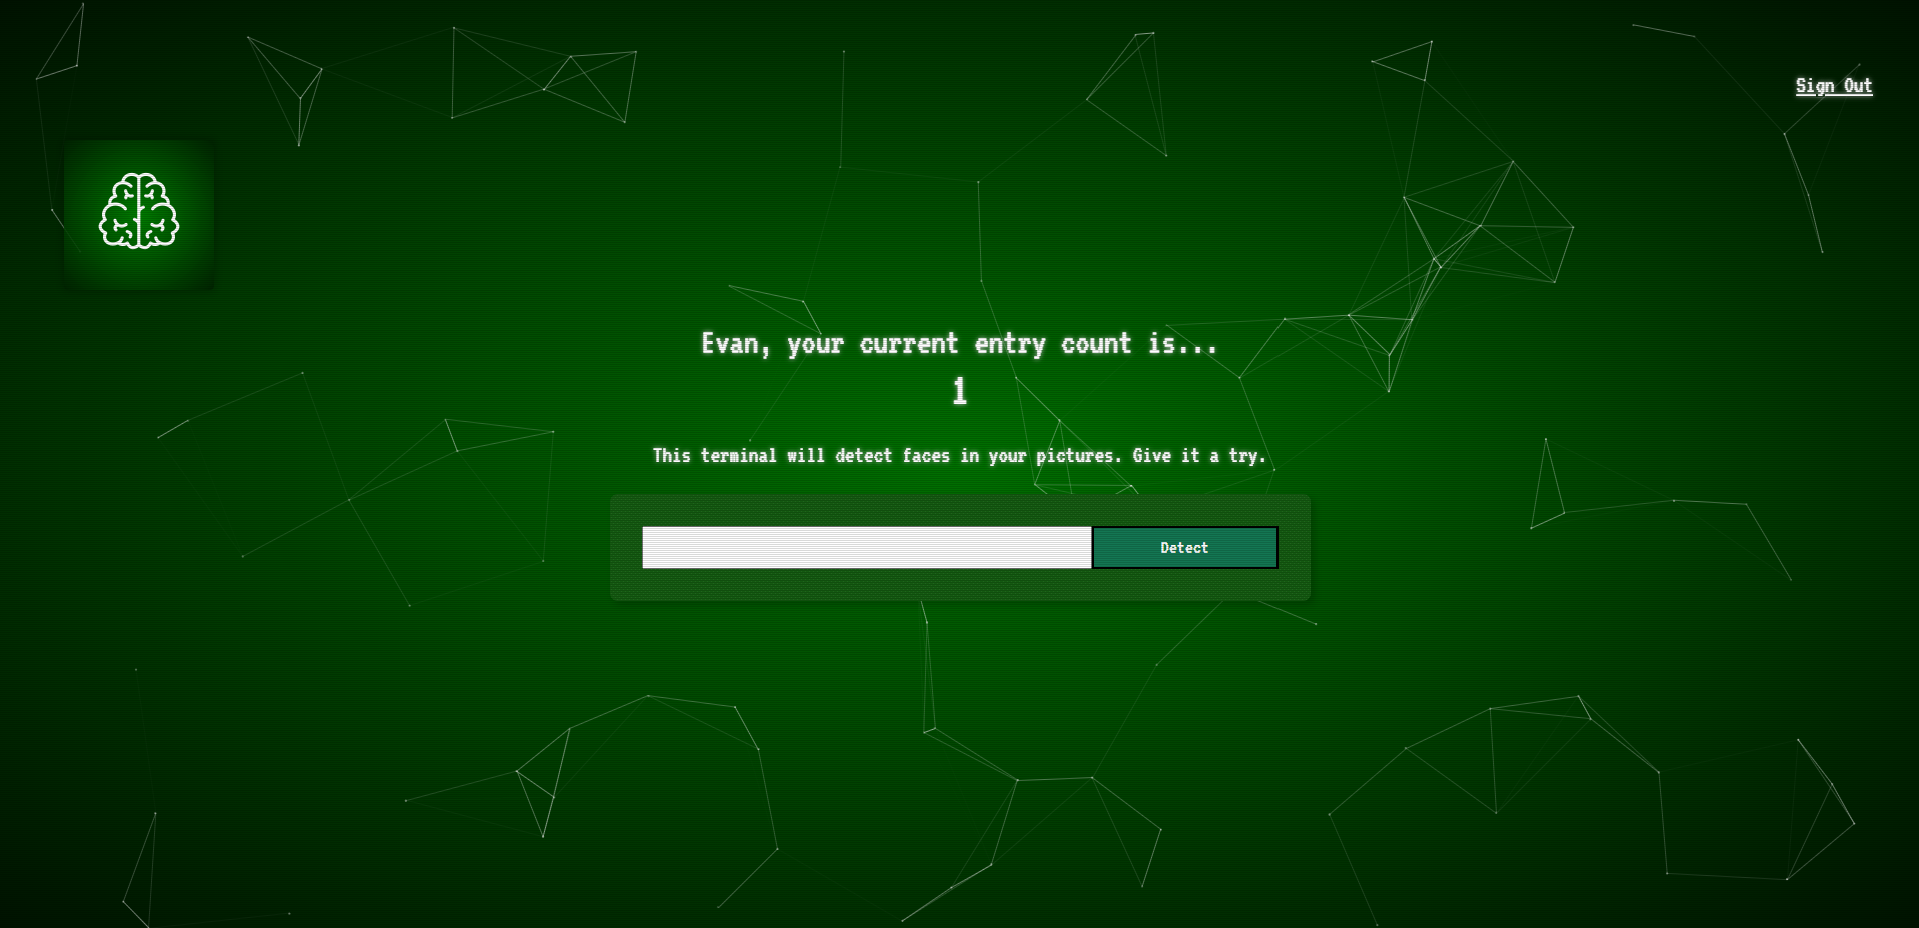 Sign Out
Evan, your current entry count is...
1
This terminal will detect faces in your pictures. Give it a try.
Detect